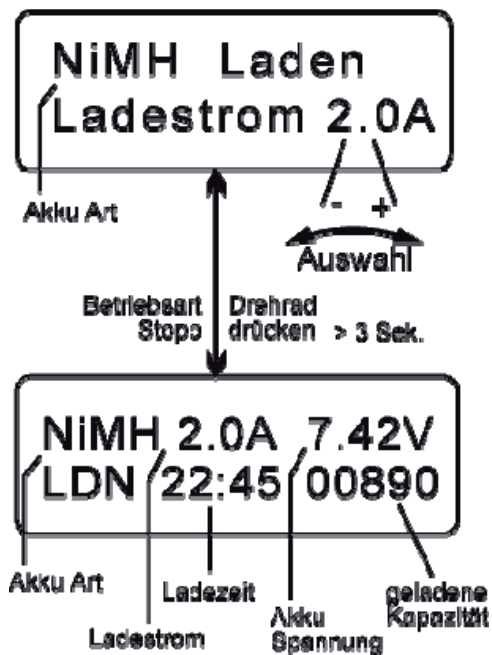 NiMH Laden
Ladestrom 2.0A
Akku Art
- +
Auswahl
Betriebsart Drehrad
Stopp drücken > 3 Sek.
NiMH 2.0A 7.42V
LDN 22:45 00890
Akku Art
Ladezeit
geladene
Kapazität
Akku
Spannung
Ladestrom